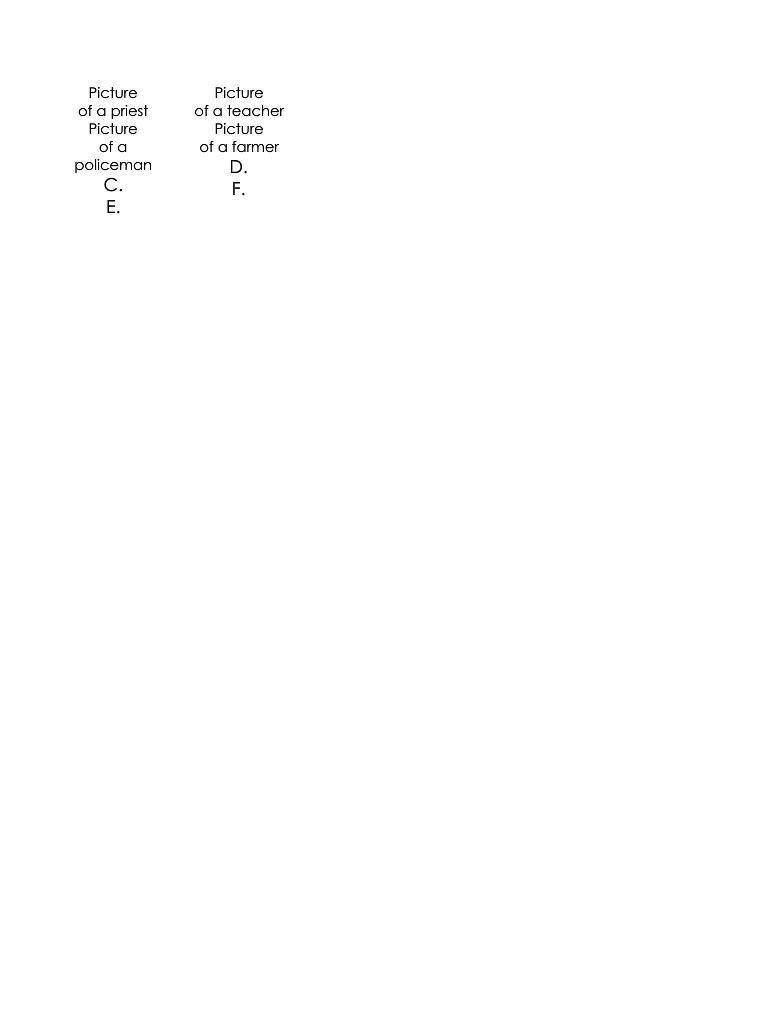 Picture
of a priest
Picture
of a
policeman
C.
E.
Picture
of a teacher
Picture
of a farmer
D.
F.